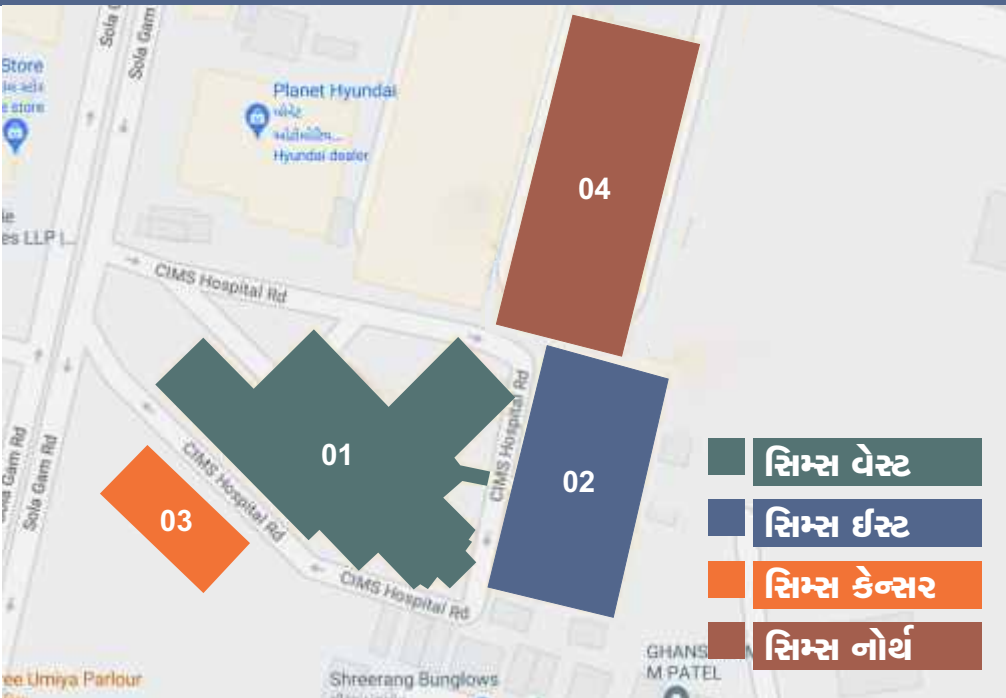 Sola Gam
Store
e store
Planet Hyundai
Hyundai dealer
04
es LLP |...
CIMS Hospital Rd
CIMS Hospital Rd
01
02
03
CIMS Hospital Rd
Sola Gam Rd
Sola Gam Rd
CIMS Hospital Rd
સિમ્સ વેસ્ટ
સિમ્સ ઈસ્ટ
સિમ્સ કેન્સર
સિમ્સ નોર્થ
GHANS
M PATEL
ee Umiya Parlour
Shreerang Bunglows